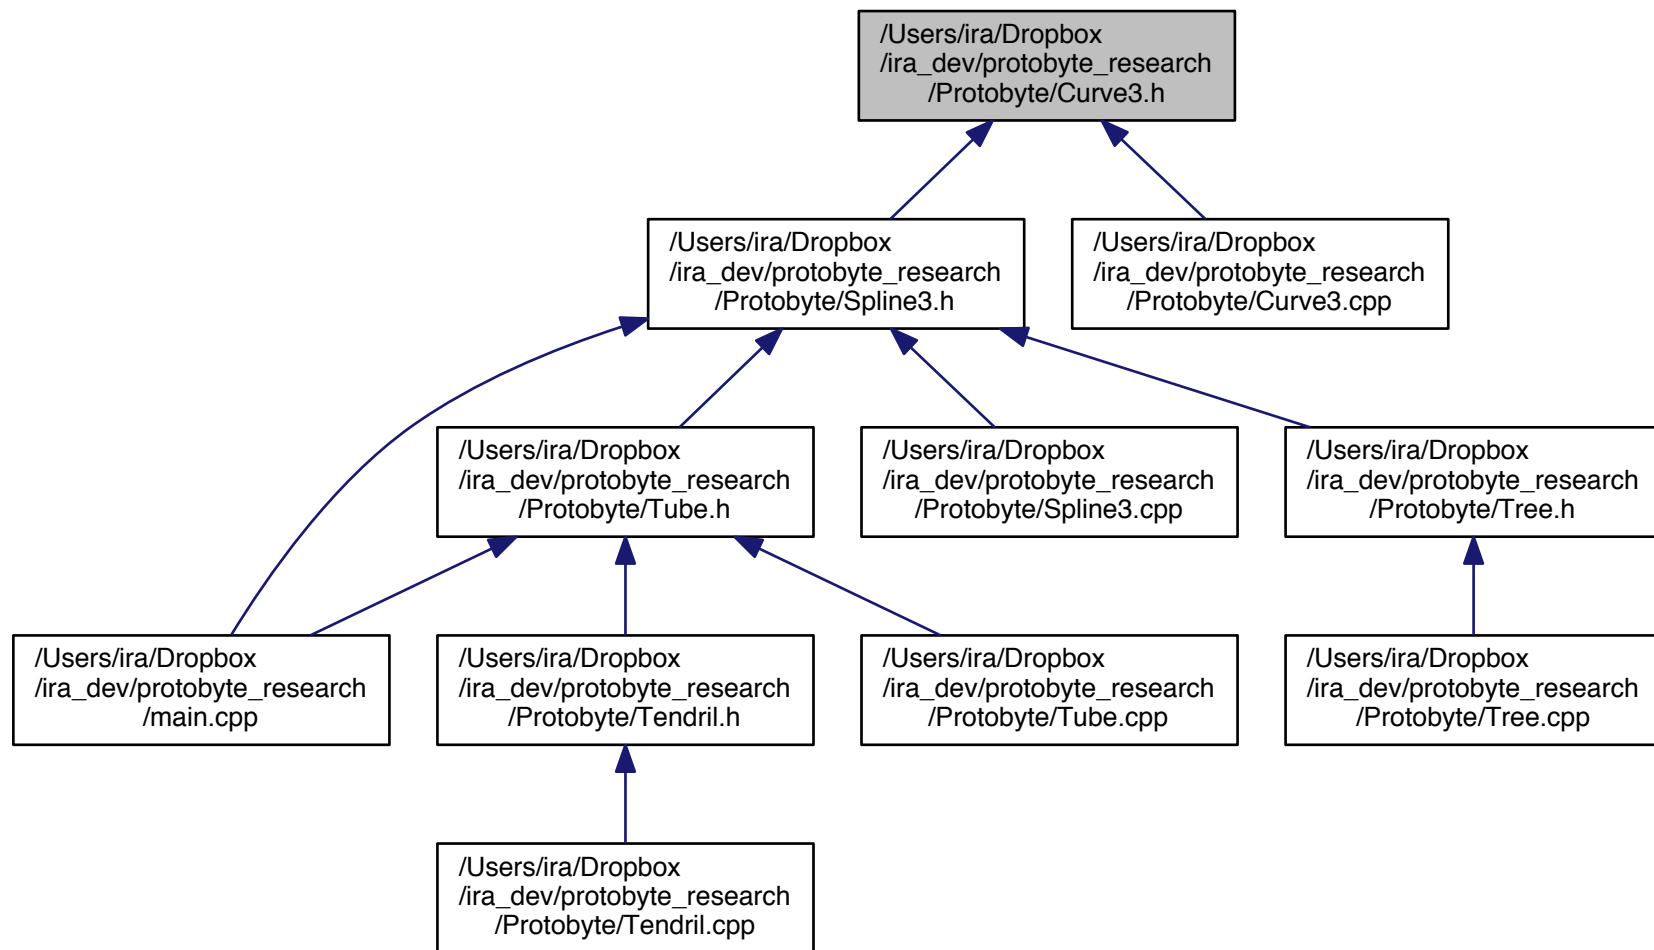 /Users/ira/Dropbox
/ira_dev/protobyte_research
/Protobyte/Curve3.h
/Users/ira/Dropbox
/ira_dev/protobyte_research
/Protobyte/Spline3.h
/Users/ira/Dropbox
/ira_dev/protobyte_research
/Protobyte/Curve3.cpp
/Users/ira/Dropbox
/ira_dev/protobyte_research
/Protobyte/Tube.h
/Users/ira/Dropbox
/ira_dev/protobyte_research
/Protobyte/Spline3.cpp
/Users/ira/Dropbox
/ira_dev/protobyte_research
/Protobyte/Tree.h
/Users/ira/Dropbox
/ira_dev/protobyte_research
/main.cpp
/Users/ira/Dropbox
/ira_dev/protobyte_research
/Protobyte/Tendril.h
/Users/ira/Dropbox
/ira_dev/protobyte_research
/Protobyte/Tube.cpp
/Users/ira/Dropbox
/ira_dev/protobyte_research
/Protobyte/Tree.cpp
/Users/ira/Dropbox
/ira_dev/protobyte_research
/Protobyte/Tendril.cpp